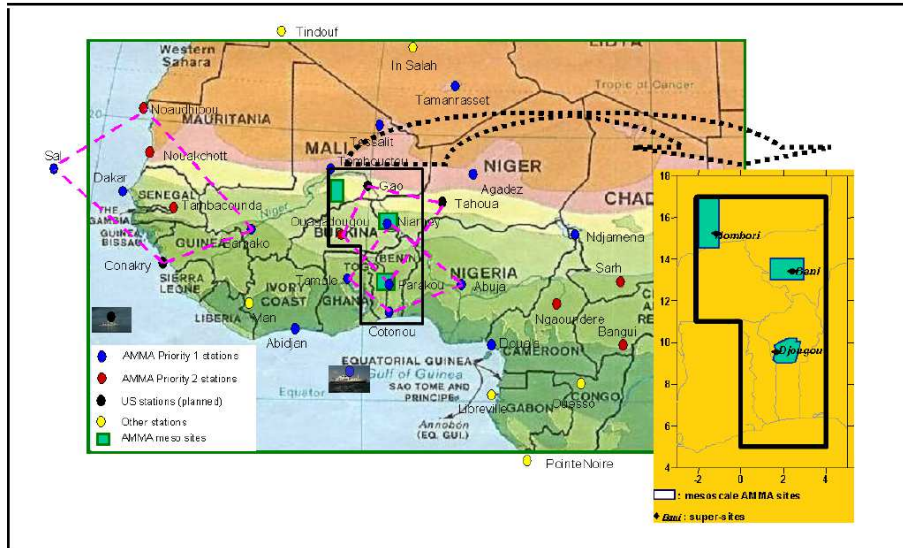 Tindouf
Western
Sahara
LIBYA
In Salah
Tropic of Cancer
Tamanrasset
20
Noaudhibou
MAURITANIA
Tessalit
MALI
Tombouctou
Nouakchott
NIGER
Sal
Agadez
Gao
CHAD
Dakar
SENEGAL
Tahoua
THE
GAMBIA
Tambacounda
Niger
Ouagadougou
Niamey
GUINEA
BISSAU
GUINEA
Bamako
BURKINA
Ndjamena
BENIN
Conakry
SIERRA
LEONE
IVORY
COAST
TOGO
NIGERIA
Sarh
Tamale
GHANA
Parakou
Abuja
LIBERIA
Man
Ngaoundere
Cotonou
Abidjan
Bangui
Douala
CAMEROON
EQUATORIAL GUINEA
Gulf of Guinea
SAO TOME AND
PRINCIPE
Equator
Ouesso
CONGO
Libreville
GABON
Annobón
(EQ. GUI.)
Pointe Noire
AMMA Priority 1 stations
AMMA Priority 2 stations
US stations (planned)
Other stations
AMMA meso sites
18
16
14
12
10
8
6
4
-2
0
2
4
Hombori
Bani
Djougou
: mesoscale AMMA sites
Bani : super-sites